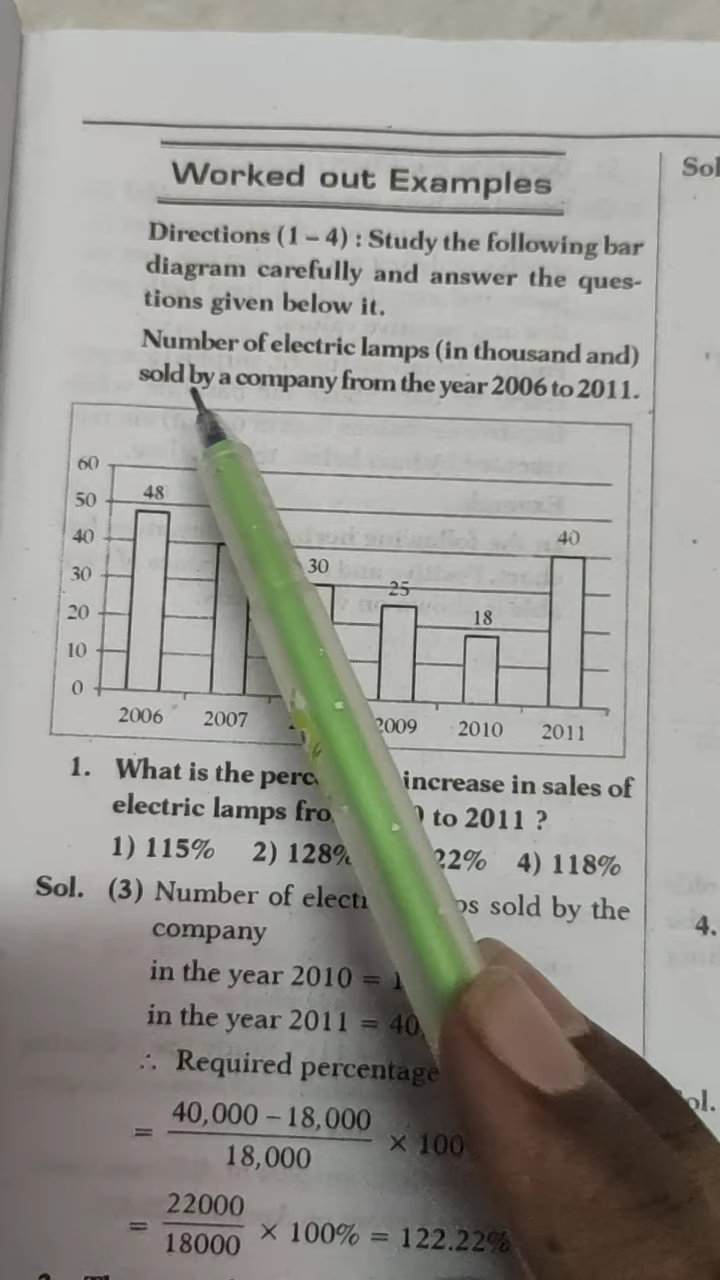 Worked out Examples
Directions (1 – 4) : Study the following bar
diagram carefully and answer the ques-
tions given below it.
Number of electric lamps (in thousand and)
sold by a company from the year 2006 to 2011.
60
50
40
30
20
10
0
48
30
25
18
40
2006 2007 2009 2010 2011
1. What is the increase in sales of
electric lamps to 2011 ?
1) 115% 2) 128% 22% 4) 118%
Sol. (3) Number of sold by the
company
in the year 2010 =
in the year 2011 = 40
∴ Required percentage
= 40,000 – 18,000 / 18,000 × 100
= 22000 / 18000 × 100% = 122.22%
4.